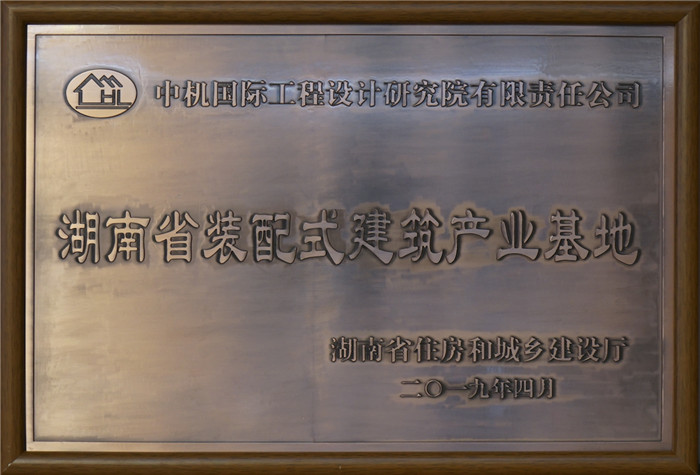 中机国际工程设计研究院有限责任公司
湖南省装配式建筑产业基地
湖南省住房和城乡建设厅
二〇一九年四月